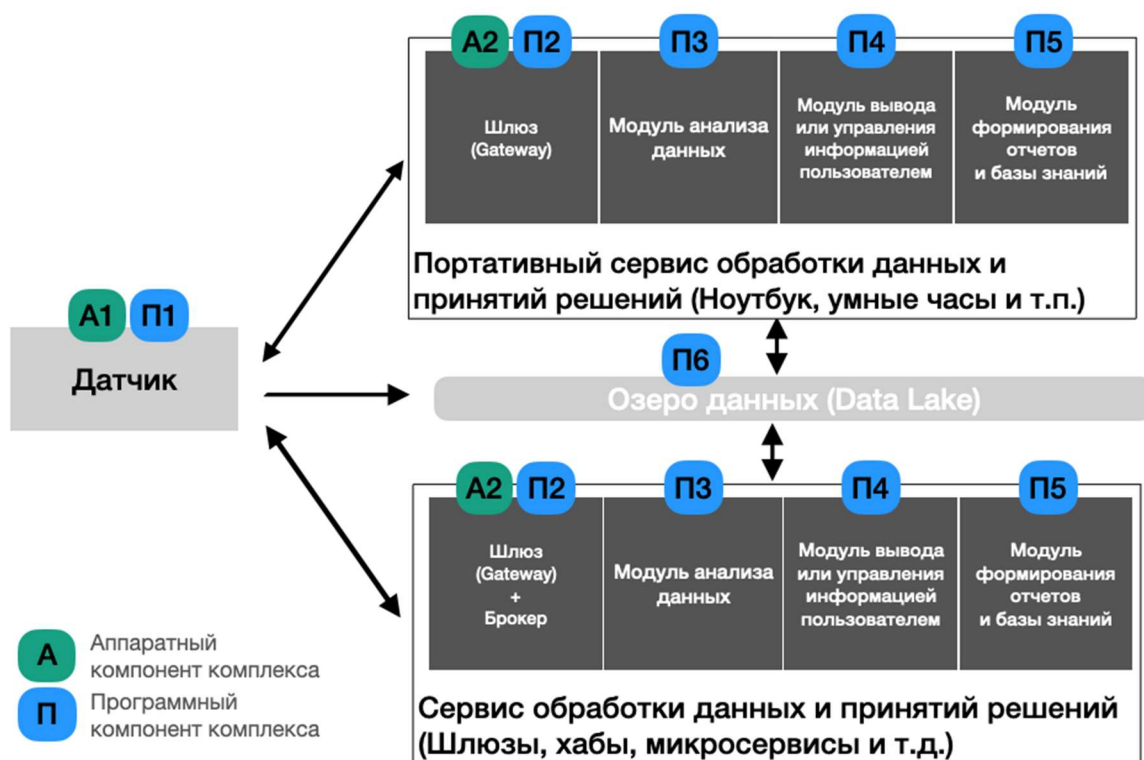 А2 П2 П3 П4 П5
Шлюз
(Gateway)
Модуль анализа
данных
Модуль вывода
или управления
информацией
пользователем
Модуль
формирования
отчетов
и базы знаний
Портативный сервис обработки данных и
принятий решений (Ноутбук, умные часы и т.п.)
А1 П1
Датчик
П6
Озеро данных (Data Lake)
А2 П2 П3 П4 П5
Шлюз
(Gateway)
+
Брокер
Модуль анализа
данных
Модуль вывода
или управления
информацией
пользователем
Модуль
формирования
отчетов
и базы знаний
Сервис обработки данных и принятий решений
(Шлюзы, хабы, микросервисы и т.д.)
А
Аппаратный
компонент комплекса
П
Программный
компонент комплекса